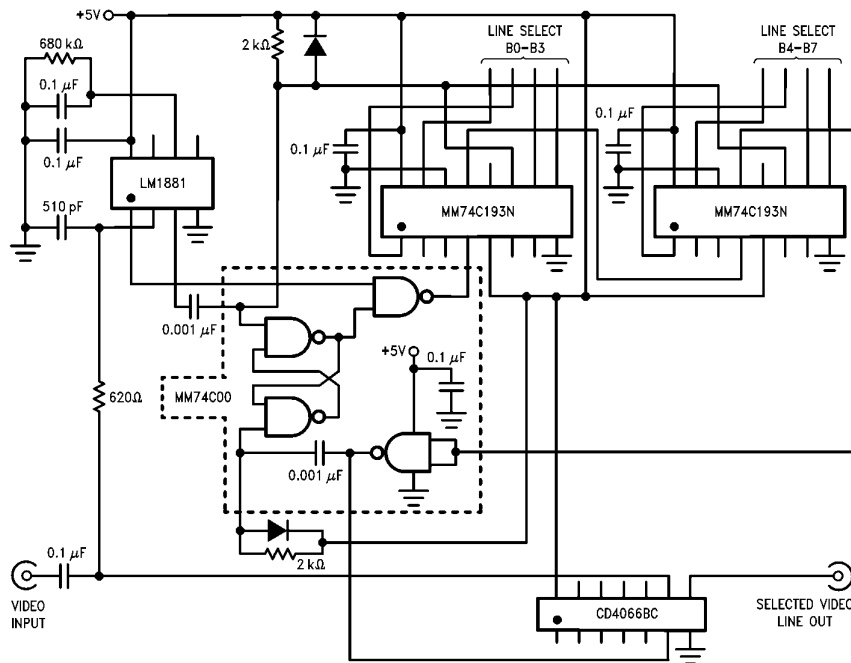 +5V
680 kΩ
0.1 μF
0.1 μF
510 pF
LM1881
2 kΩ
LINE SELECT
B0–B3
LINE SELECT
B4–B7
0.1 μF
0.1 μF
MM74C193N
MM74C193N
0.001 μF
+5V
0.1 μF
MM74C00
620Ω
0.001 μF
2 kΩ
0.1 μF
VIDEO
INPUT
CD4066BC
SELECTED VIDEO
LINE OUT